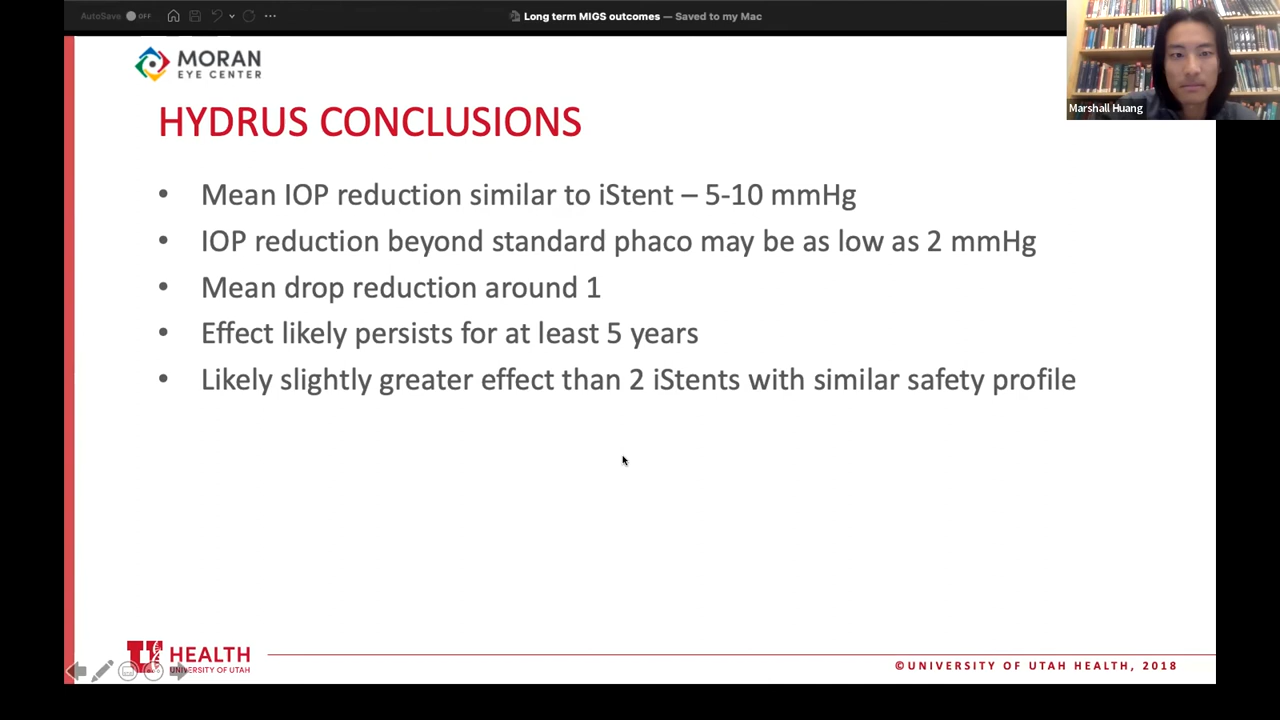 AutoSave OFF
Long term MIGS outcomes — Saved to my Mac
Marshall Huang
MORAN
EYE CENTER
HYDRUS CONCLUSIONS
• Mean IOP reduction similar to iStent – 5-10 mmHg
• IOP reduction beyond standard phaco may be as low as 2 mmHg
• Mean drop reduction around 1
• Effect likely persists for at least 5 years
• Likely slightly greater effect than 2 iStents with similar safety profile
U HEALTH
UNIVERSITY OF UTAH
©UNIVERSITY OF UTAH HEALTH, 2018